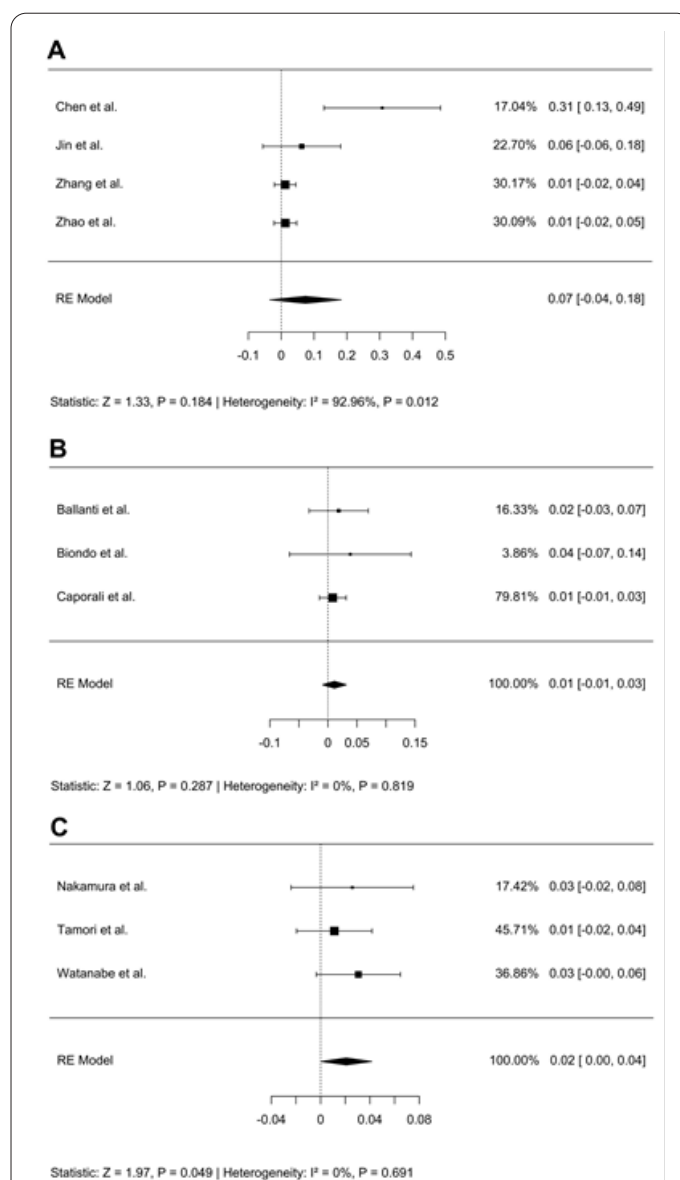 A
Chen et al. 17.04% 0.31 [ 0.13, 0.49]
Jin et al. 22.70% 0.06 [-0.06, 0.18]
Zhang et al. 30.17% 0.01 [-0.02, 0.04]
Zhao et al. 30.09% 0.01 [-0.02, 0.05]
RE Model 0.07 [-0.04, 0.18]
-0.1 0 0.1 0.2 0.3 0.4 0.5
Statistic: Z = 1.33, P = 0.184 | Heterogeneity: I² = 92.96%, P = 0.012
B
Ballanti et al. 16.33% 0.02 [-0.03, 0.07]
Biondo et al. 3.86% 0.04 [-0.07, 0.14]
Caporali et al. 79.81% 0.01 [-0.01, 0.03]
RE Model 100.00% 0.01 [-0.01, 0.03]
-0.1 0 0.05 0.15
Statistic: Z = 1.06, P = 0.287 | Heterogeneity: I² = 0%, P = 0.819
C
Nakamura et al. 17.42% 0.03 [-0.02, 0.08]
Tamori et al. 45.71% 0.01 [-0.02, 0.04]
Watanabe et al. 36.86% 0.03 [-0.00, 0.06]
RE Model 100.00% 0.02 [ 0.00, 0.04]
-0.04 0 0.04 0.08
Statistic: Z = 1.97, P = 0.049 | Heterogeneity: I² = 0%, P = 0.691